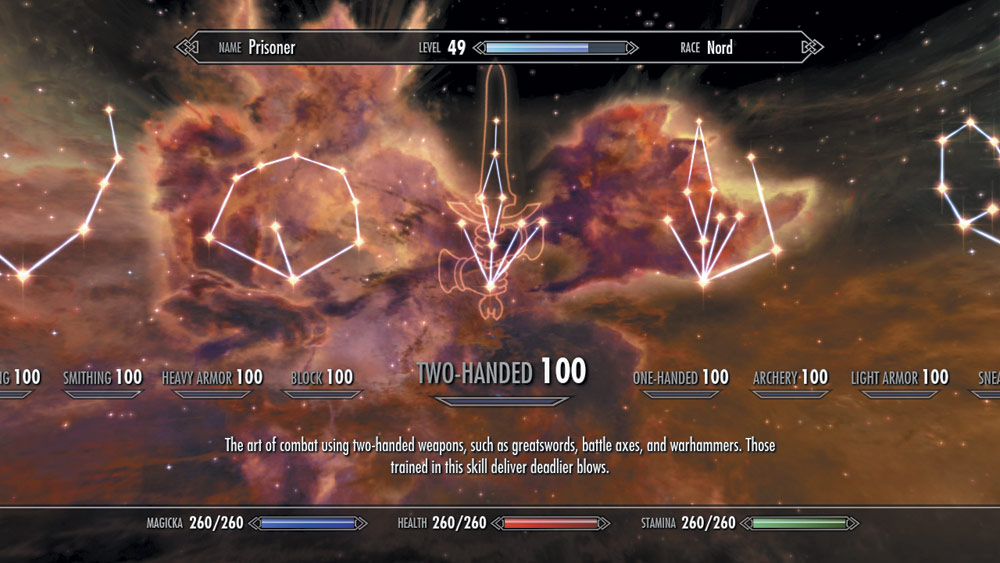 NAME Prisoner LEVEL 49 RACE Nord
G 100 SMITHING 100 HEAVY ARMOR 100 BLOCK 100 TWO-HANDED 100 ONE-HANDED 100 ARCHERY 100 LIGHT ARMOR 100 SNEA
The art of combat using two-handed weapons, such as greatswords, battle axes, and warhammers. Those
trained in this skill deliver deadlier blows.
MAGICKA 260/260 HEALTH 260/260 STAMINA 260/260